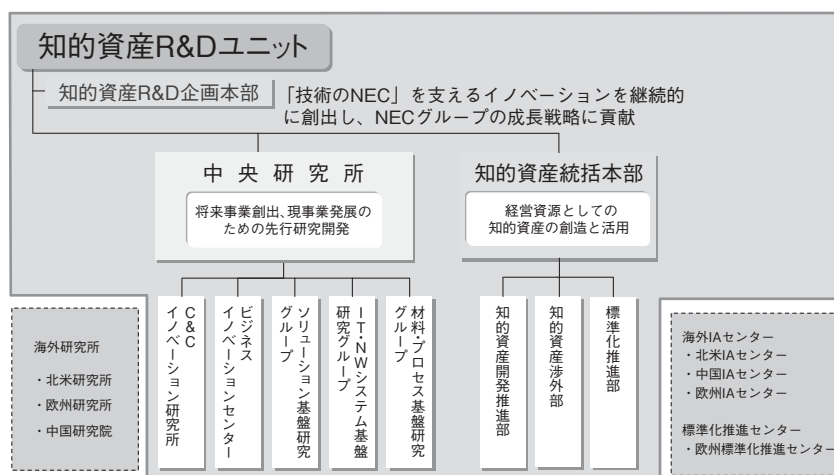 知的資産R&Dユニット
知的資産R&D企画本部
「技術のNEC」を支えるイノベーションを継続的
に創出し、NECグループの成長戦略に貢献
中央研究所
将来事業創出、現事業発展の
ための先行研究開発
知的資産統括本部
経営資源としての
知的資産の創造と活用
C&C
イノベーション研究所
ビジネス
イノベーションセンター
ソリューション基盤研究
グループ
IT・NWシステム基盤
研究グループ
材料・プロセス基盤研究
グループ
知的資産開発推進部
知的資産渉外部
標準化推進部
海外研究所
・北米研究所
・欧州研究所
・中国研究院
海外IAセンター
・北米IAセンター
・中国IAセンター
・欧州IAセンター
標準化推進センター
・欧州標準化推進センター